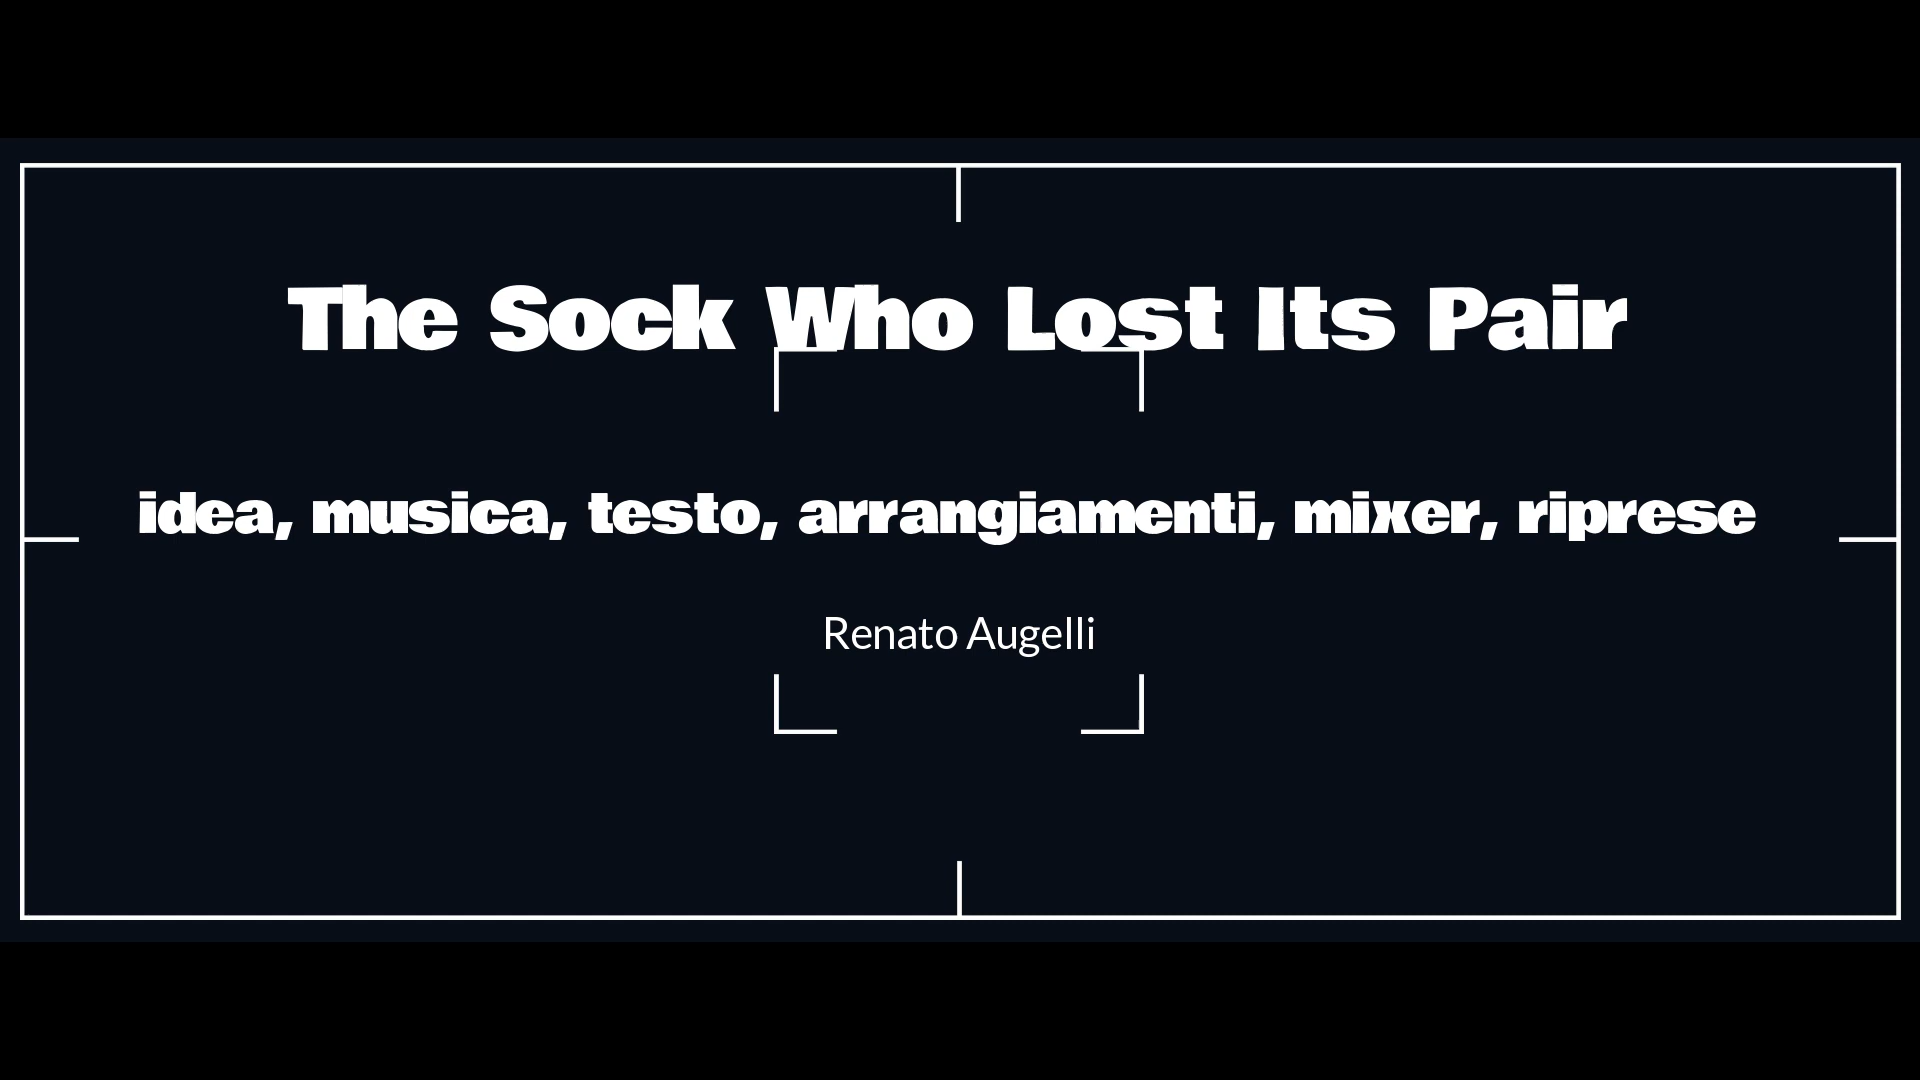 The Sock Who Lost Its Pair
idea, musica, testo, arrangiamenti, mixer, riprese
Renato Augelli